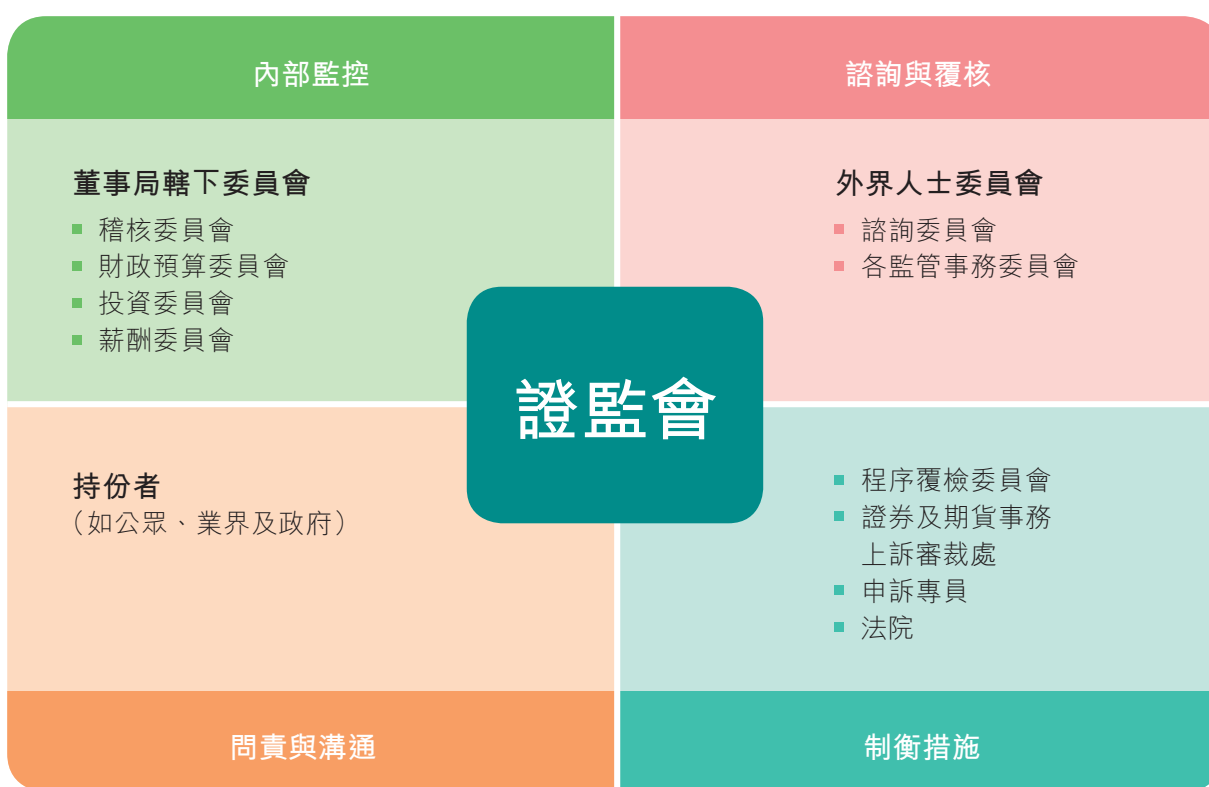 內部監控
董事局轄下委員會
稽核委員會
財政預算委員會
投資委員會
薪酬委員會
諮詢與覆核
外界人士委員會
諮詢委員會
各監管事務委員會
證監會
持份者
（如公眾、業界及政府）
問責與溝通
程序覆檢委員會
證券及期貨事務
上訴審裁處
申訴專員
法院
制衡措施